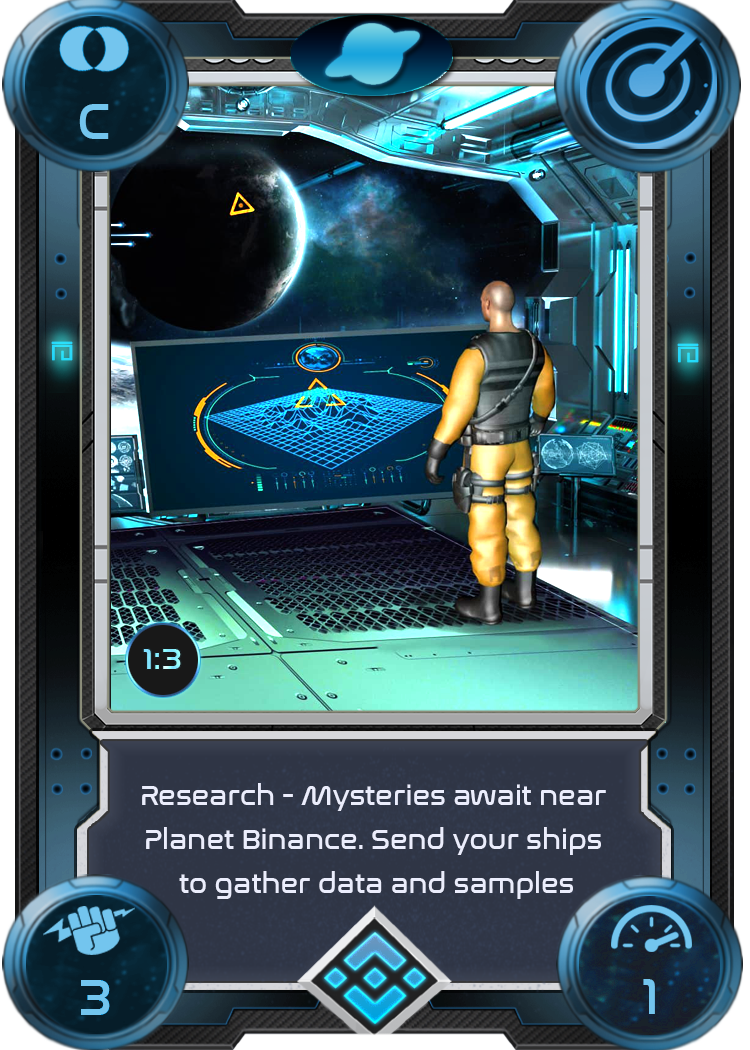 C
1:3
Research - Mysteries await near
Planet Binance. Send your ships
to gather data and samples
3
1